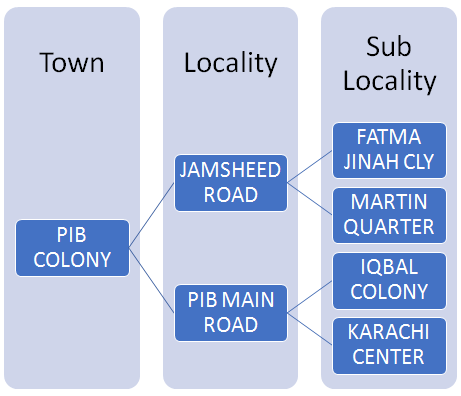 Town
Locality
Sub
Locality
PIB
COLONY
JAMSHEED
ROAD
PIB MAIN
ROAD
FATMA
JINAH CLY
MARTIN
QUARTER
IQBAL
COLONY
KARACHI
CENTER